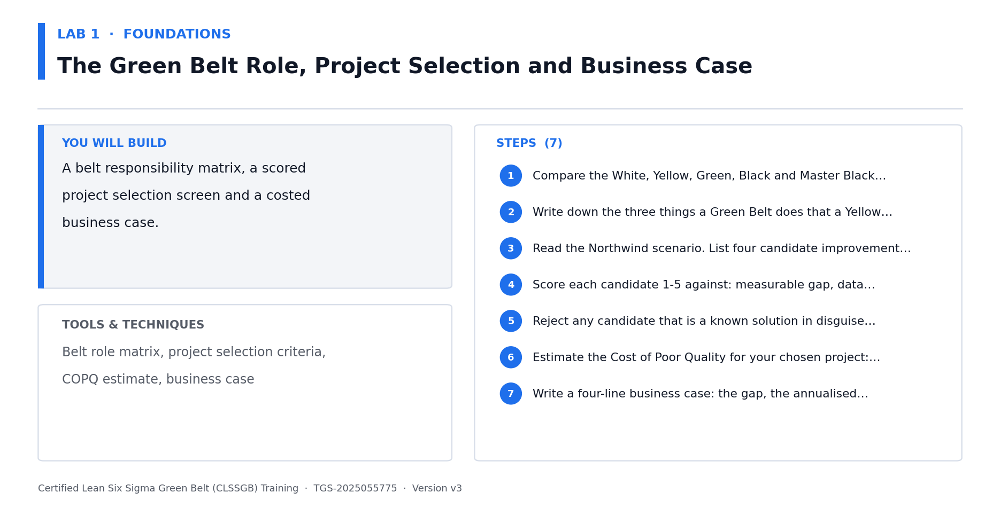 LAB 1 · FOUNDATIONS
The Green Belt Role, Project Selection and Business Case
YOU WILL BUILD
A belt responsibility matrix, a scored
project selection screen and a costed
business case.
TOOLS & TECHNIQUES
Belt role matrix, project selection criteria,
COPQ estimate, business case
STEPS (7)
1 Compare the White, Yellow, Green, Black and Master Black…
2 Write down the three things a Green Belt does that a Yellow…
3 Read the Northwind scenario. List four candidate improvement…
4 Score each candidate 1-5 against: measurable gap, data…
5 Reject any candidate that is a known solution in disguise…
6 Estimate the Cost of Poor Quality for your chosen project:…
7 Write a four-line business case: the gap, the annualised…
Certified Lean Six Sigma Green Belt (CLSSGB) Training · TGS-2025055775 · Version v3